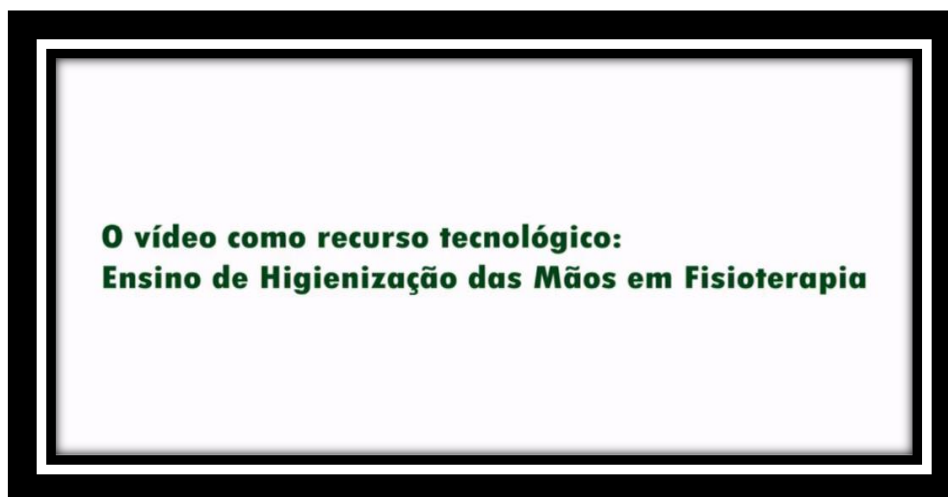 O vídeo como recurso tecnológico:
Ensino de Higienização das Mãos em Fisioterapia